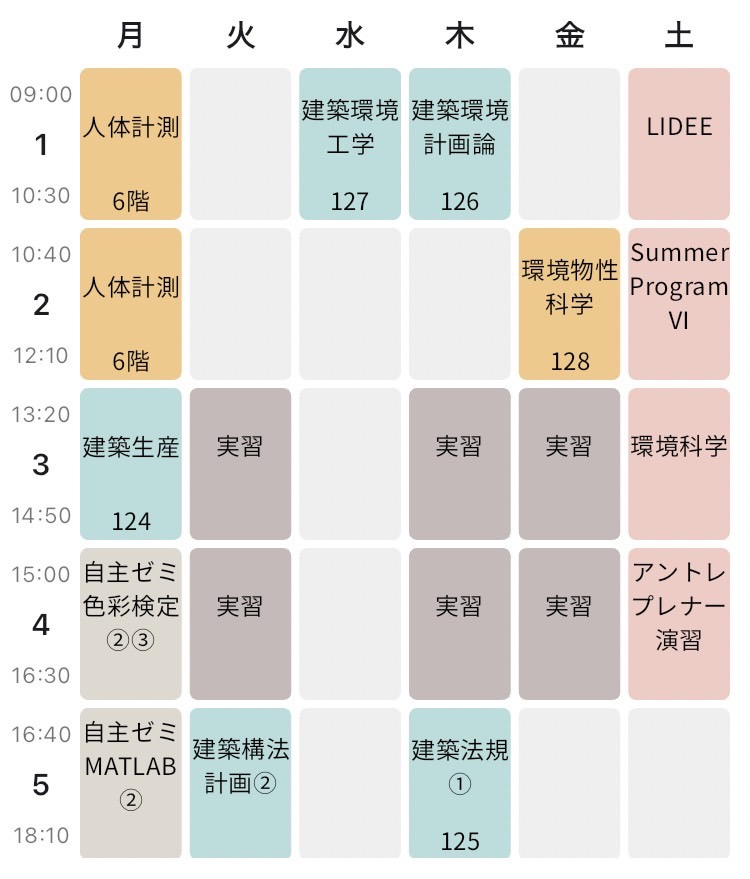 月 火 水 木 金 土
09:00
1
10:30
人体計測
6階
建築環境
工学
127
建築環境
計画論
126
LIDEE
10:40
2
12:10
人体計測
6階
環境物性
科学
128
Summer
Program
VI
13:20
3
14:50
建築生産
124
実習
実習
実習
環境科学
15:00
4
16:30
自主ゼミ
色彩検定
②③
実習
実習
実習
アントレ
プレナー
演習
16:40
5
18:10
自主ゼミ
MATLAB
②
建築構法
計画②
建築法規
①
125